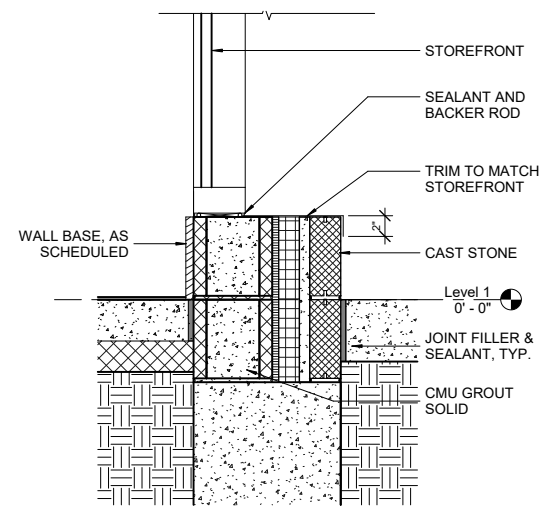 STOREFRONT
SEALANT AND
BACKER ROD
TRIM TO MATCH
STOREFRONT
2"
WALL BASE, AS
SCHEDULED
CAST STONE
Level 1
0' - 0"
JOINT FILLER &
SEALANT, TYP.
CMU GROUT
SOLID